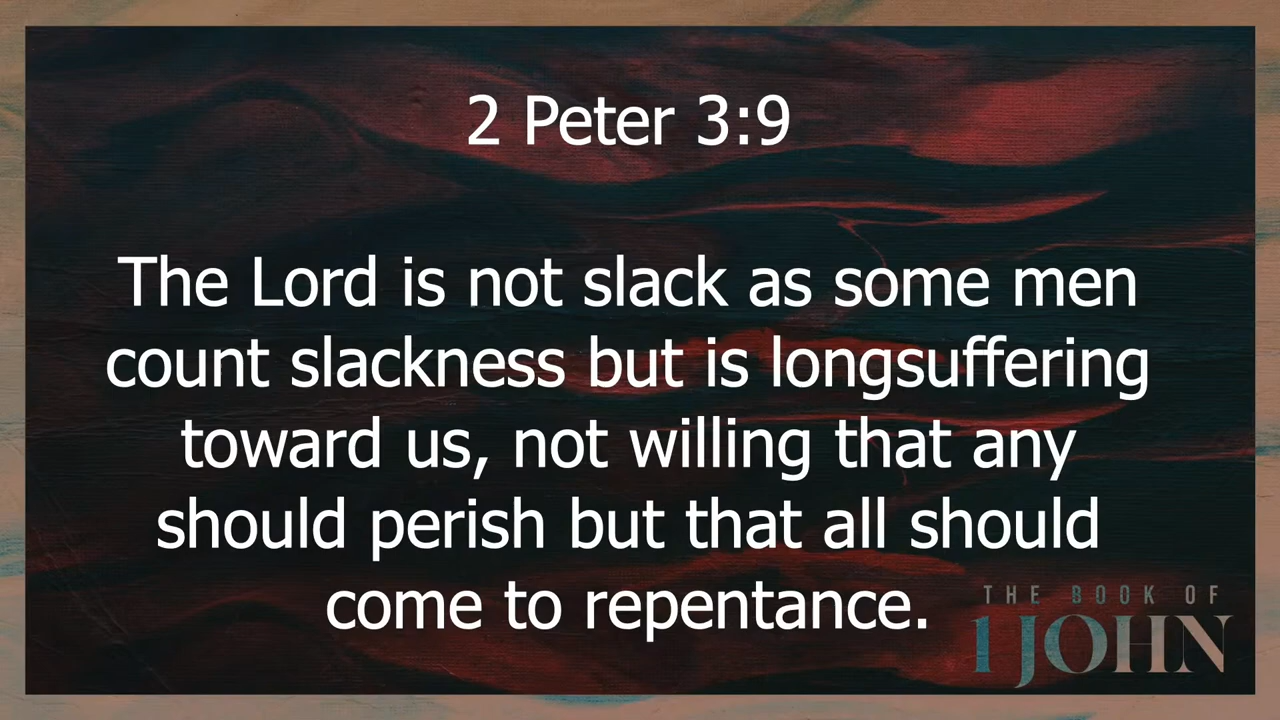 2 Peter 3:9
The Lord is not slack as some men
count slackness but is longsuffering
toward us, not willing that any
should perish but that all should
come to repentance.
THE BOOK OF
1 JOHN